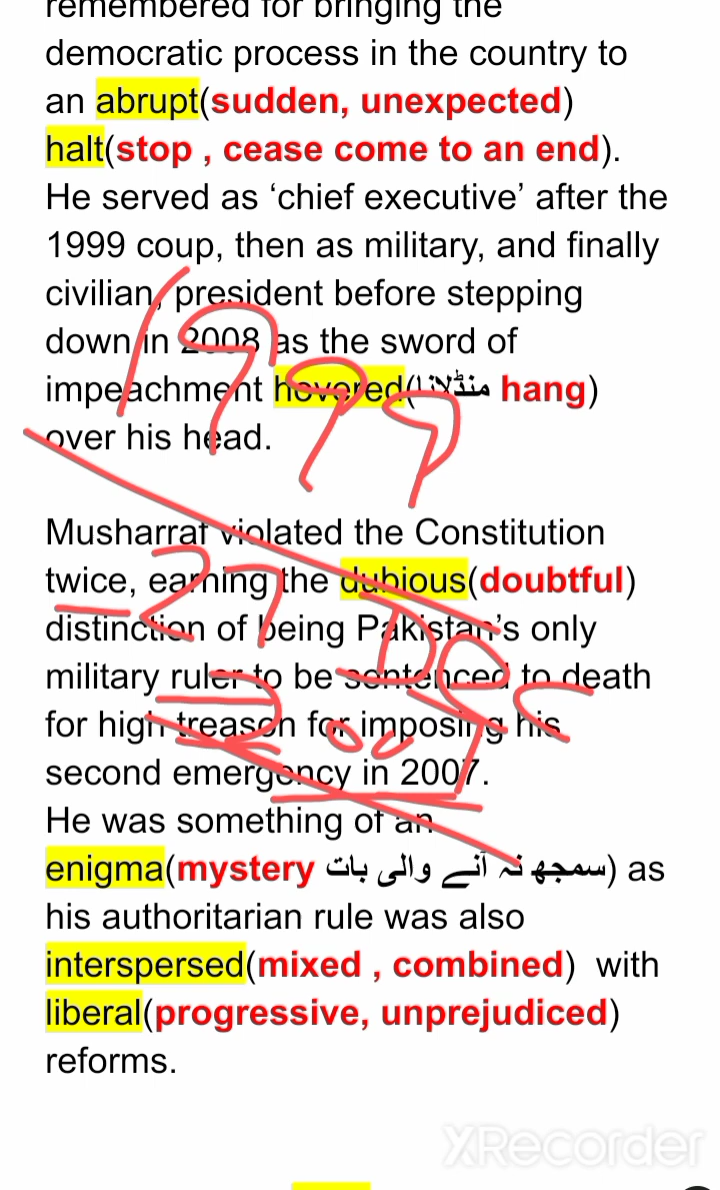 remembered for bringing the
democratic process in the country to
an abrupt(sudden, unexpected)
halt(stop , cease come to an end).
He served as ‘chief executive’ after the
1999 coup, then as military, and finally
civilian, president before stepping
down in 2008 as the sword of
impeachment hovered(منڈلانا hang)
over his head.
1999
Musharraf violated the Constitution
twice, earning the dubious(doubtful)
distinction of being Pakistan’s only
military ruler to be sentenced to death
for high treason for imposing his
second emergency in 2007.
27 Dec
2007
He was something of an
enigma(mystery سمجھ نہ آنے والی بات) as
his authoritarian rule was also
interspersed(mixed , combined) with
liberal(progressive, unprejudiced)
reforms.
XRecorder